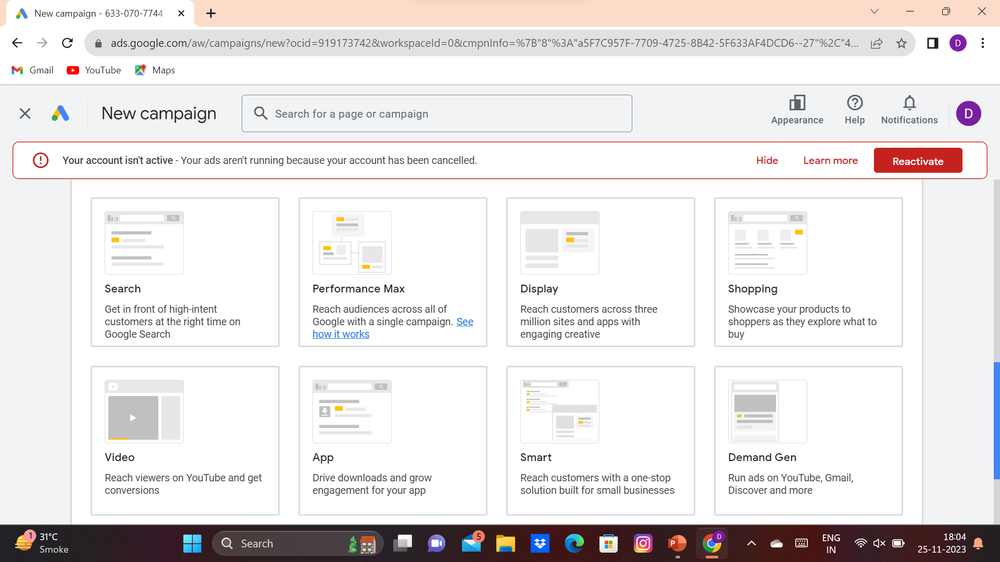 New campaign - 633-070-7744
ads.google.com/aw/campaigns/new?ocid=919173742&workspaceId=0&cmpnInfo=%7B"8"%3A"a5F7C957F-7709-4725-8B42-5F633AF4DCD6--27"%2C"4...
D
Gmail
YouTube
Maps
New campaign
Search for a page or campaign
Appearance
Help
Notifications
D
Your account isn't active - Your ads aren't running because your account has been cancelled.
Hide
Learn more
Reactivate
Search
Get in front of high-intent
customers at the right time on
Google Search
Performance Max
Reach audiences across all of
Google with a single campaign. See
how it works
Display
Reach customers across three
million sites and apps with
engaging creative
Shopping
Showcase your products to
shoppers as they explore what to
buy
Video
Reach viewers on YouTube and get
conversions
App
Drive downloads and grow
engagement for your app
Smart
Reach customers with a one-stop
solution built for small businesses
Demand Gen
Run ads on YouTube, Gmail,
Discover and more
1
31°C
Smoke
Search
5
P
D
ENG
IN
18:04
25-11-2023